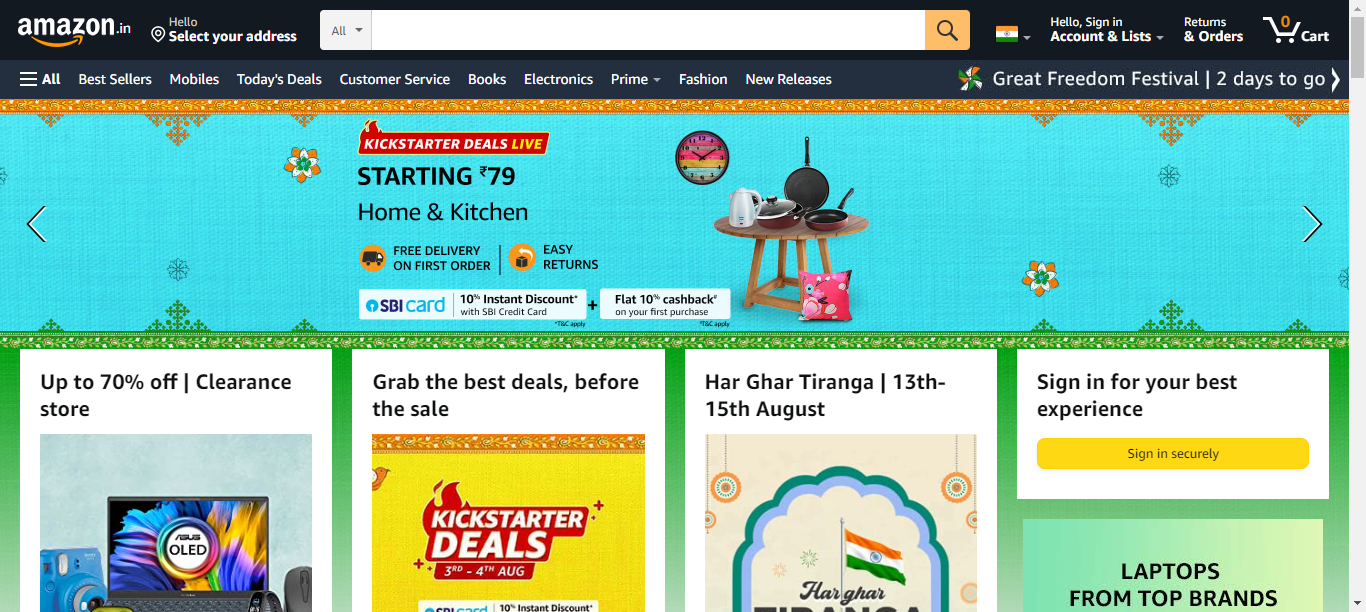 amazon.in
Hello
Select your address
All
Hello, Sign in
Account & Lists
Returns
& Orders
0
Cart
All
Best Sellers
Mobiles
Today's Deals
Customer Service
Books
Electronics
Prime
Fashion
New Releases
Great Freedom Festival | 2 days to go
KICKSTARTER DEALS LIVE
STARTING ₹79
Home & Kitchen
FREE DELIVERY
ON FIRST ORDER
EASY
RETURNS
SBI card
10% Instant Discount*
with SBI Credit Card
*T&C apply
+
Flat 10% cashback#
on your first purchase
*T&C apply
Up to 70% off | Clearance
store
ASUS
OLED
Grab the best deals, before
the sale
KICKSTARTER
DEALS
3RD - 4TH AUG
SBI card
10% Instant Discount*
Har Ghar Tiranga | 13th-
15th August
Har ghar
TIRANGA
Sign in for your best
experience
Sign in securely
LAPTOPS
FROM TOP BRANDS